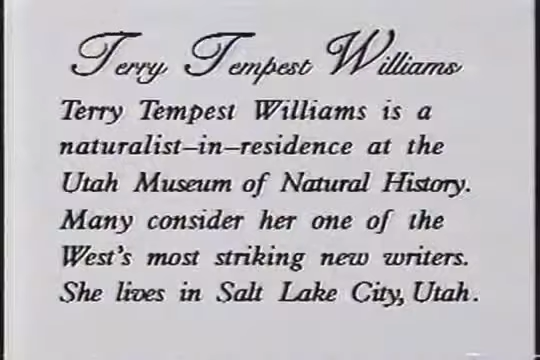 Terry Tempest Williams
Terry Tempest Williams is a
naturalist–in–residence at the
Utah Museum of Natural History.
Many consider her one of the
West's most striking new writers.
She lives in Salt Lake City, Utah.